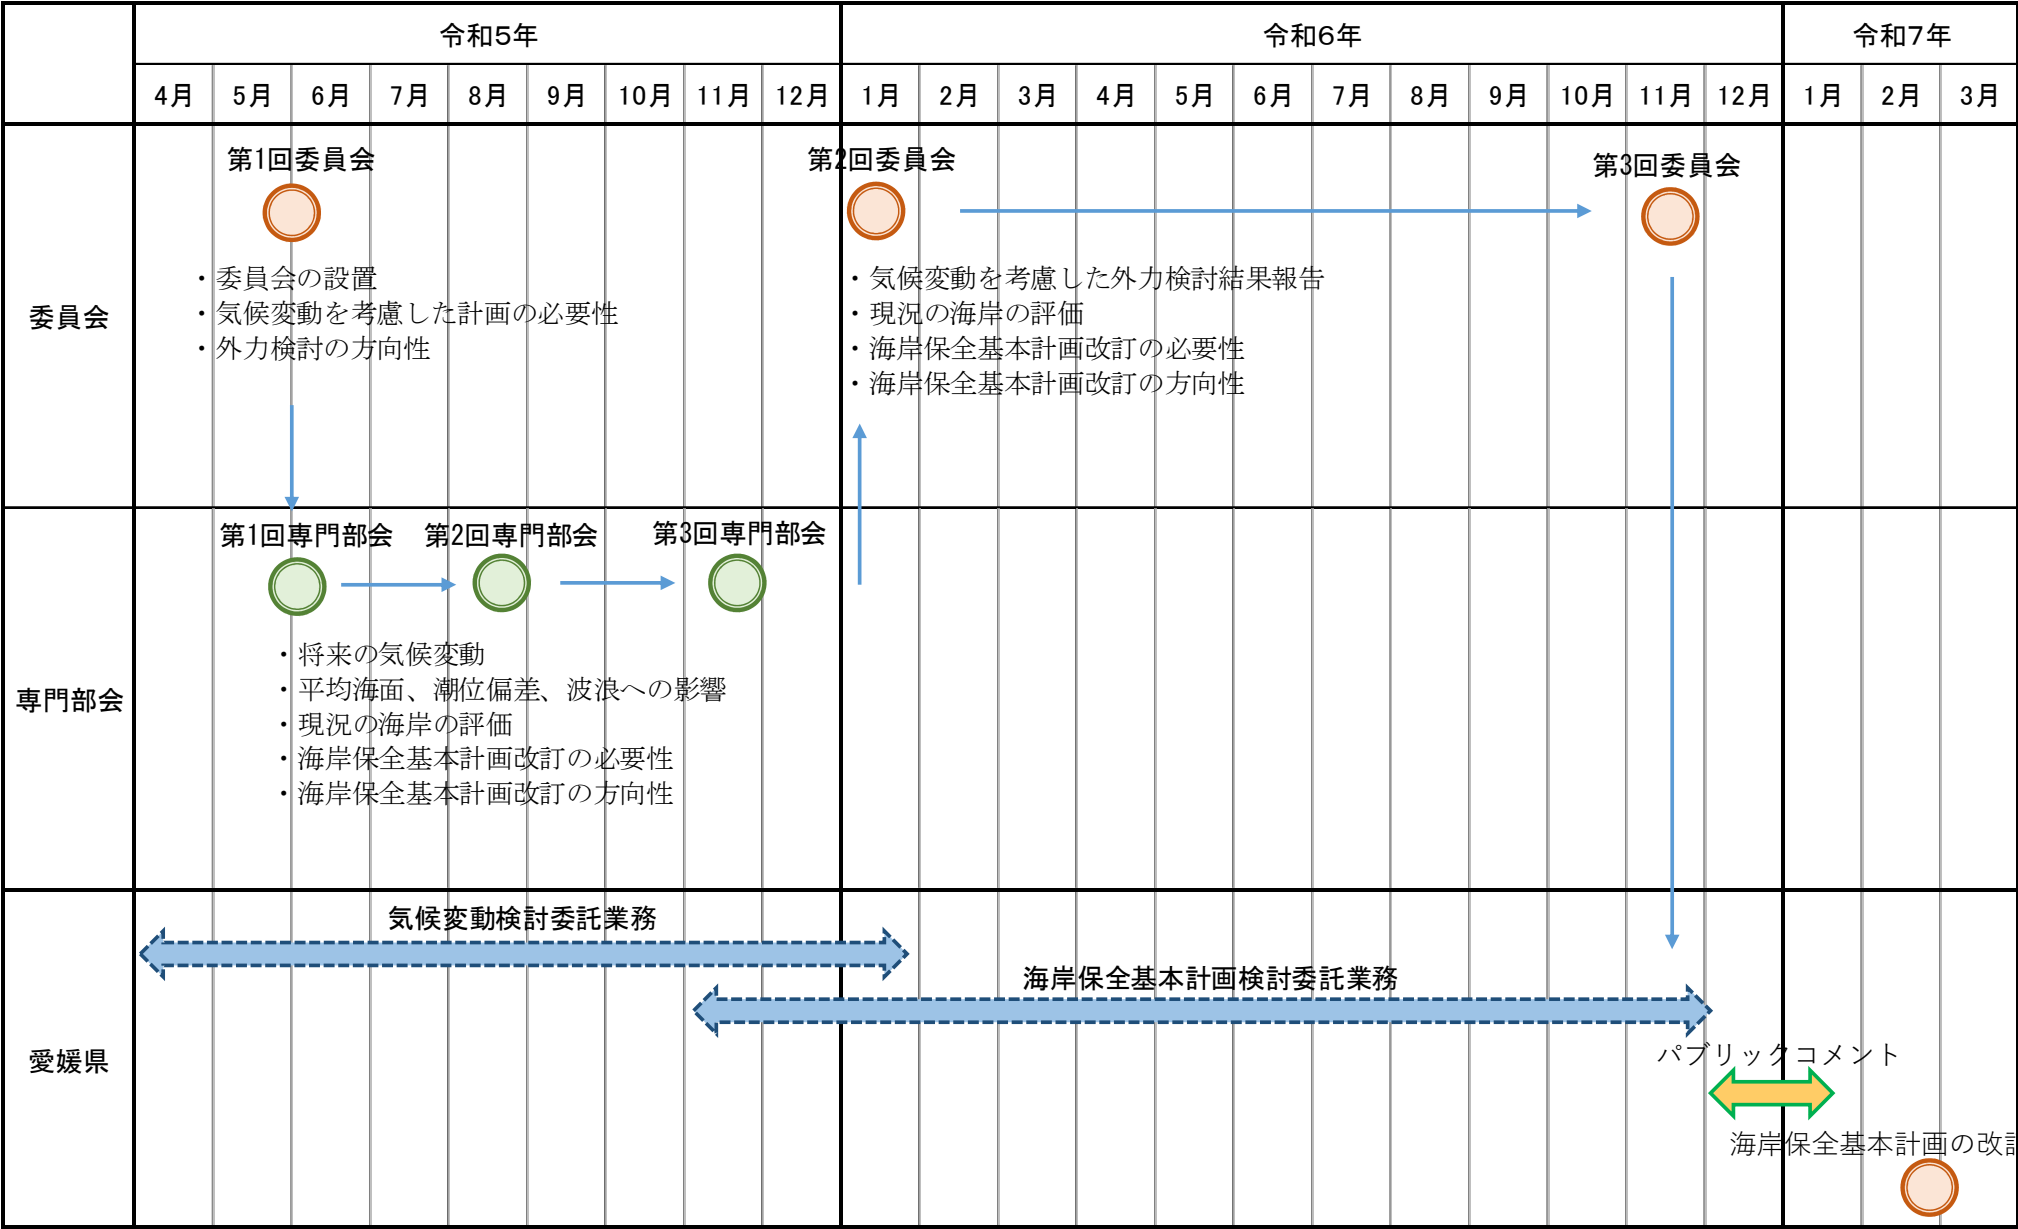 令和5年 令和6年 令和7年
4月 5月 6月 7月 8月 9月 10月 11月 12月 1月 2月 3月 4月 5月 6月 7月 8月 9月 10月 11月 12月 1月 2月 3月
委員会
第1回委員会
・委員会の設置
・気候変動を考慮した計画の必要性
・外力検討の方向性
第2回委員会
・気候変動を考慮した外力検討結果報告
・現況の海岸の評価
・海岸保全基本計画改訂の必要性
・海岸保全基本計画改訂の方向性
第3回委員会
専門部会
第1回専門部会 第2回専門部会 第3回専門部会
・将来の気候変動
・平均海面、潮位偏差、波浪への影響
・現況の海岸の評価
・海岸保全基本計画改訂の必要性
・海岸保全基本計画改訂の方向性
愛媛県
気候変動検討委託業務
海岸保全基本計画検討委託業務
パブリックコメント
海岸保全基本計画の改訂